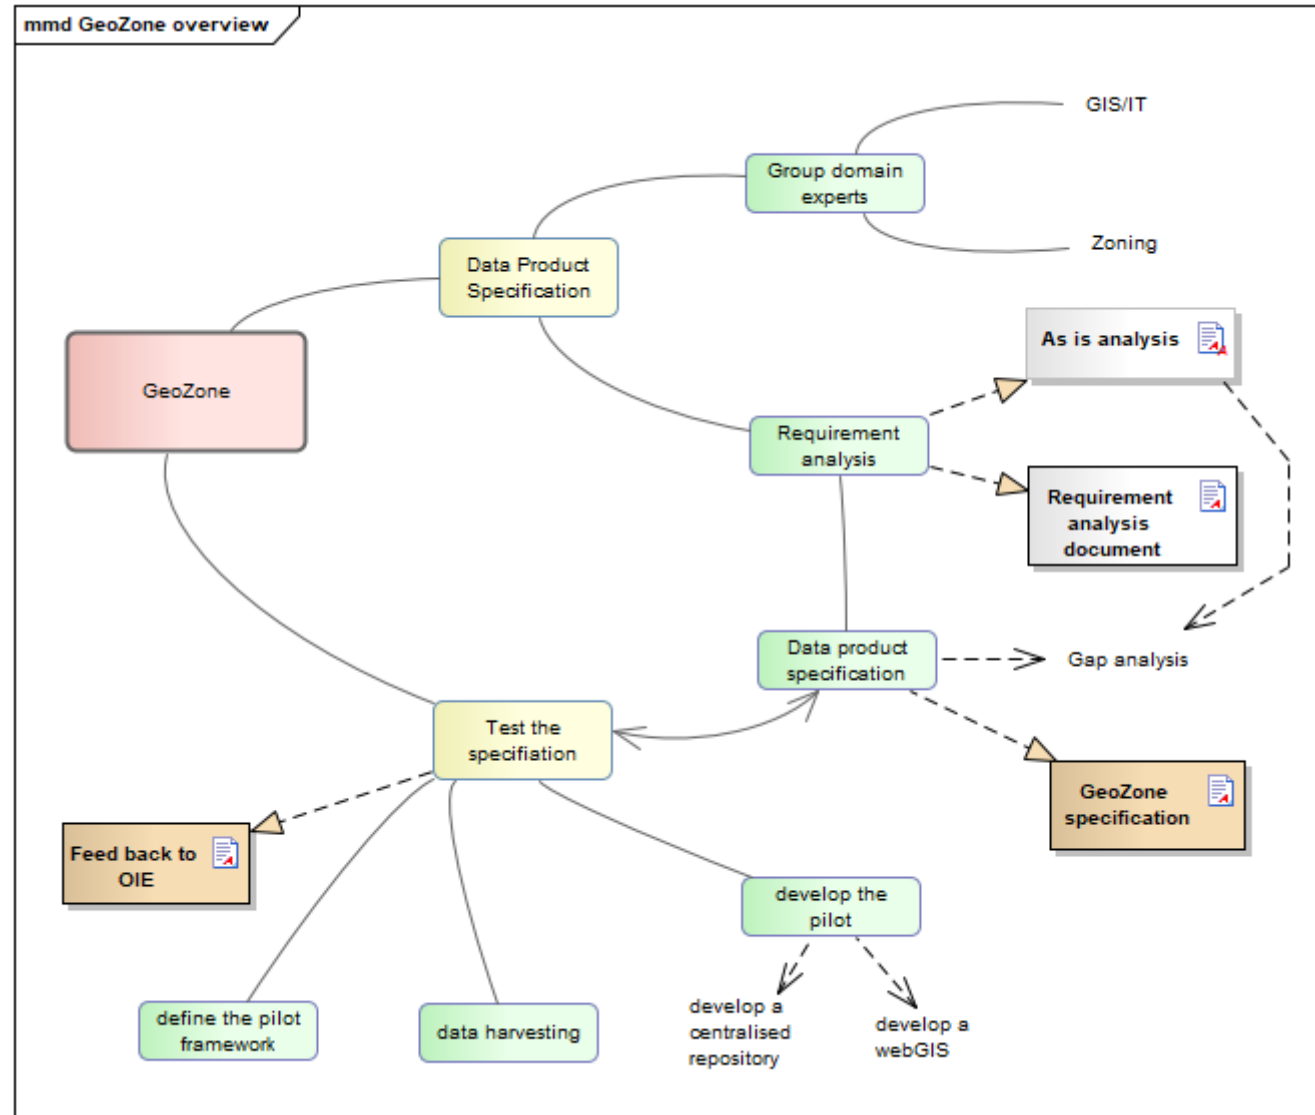 mmd GeoZone overview
GIS/IT
Group domain
experts
Zoning
Data Product
Specification
As is analysis
GeoZone
Requirement
analysis
Requirement
analysis
document
Data product
specification
Gap analysis
Test the
specifiation
GeoZone
specification
Feed back to
OIE
develop the
pilot
define the pilot
framework
data harvesting
develop a
centralised
repository
develop a
webGIS